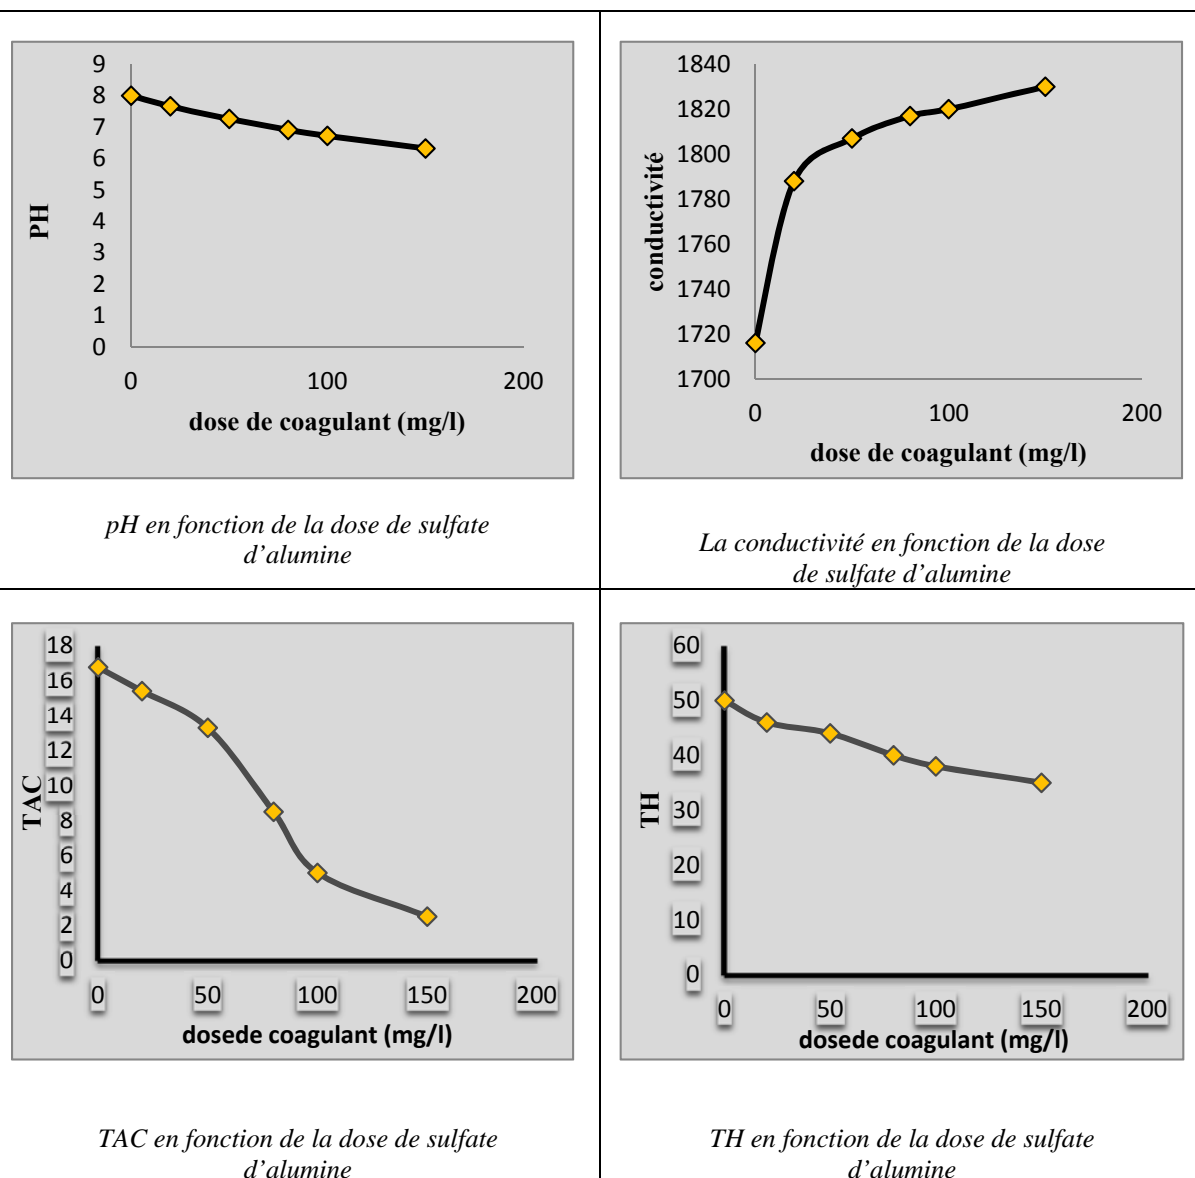 9
8
7
6
5
4
3
2
1
0
PH
0 100 200
dose de coagulant (mg/l)
pH en fonction de la dose de sulfate
d’alumine
1840
1820
1800
1780
1760
1740
1720
1700
conductivité
0 100 200
dose de coagulant (mg/l)
La conductivité en fonction de la dose
de sulfate d’alumine
18
16
14
12
10
8
6
4
2
0
TAC
0 50 100 150 200
dosede coagulant (mg/l)
TAC en fonction de la dose de sulfate
d’alumine
60
50
40
30
20
10
0
TH
0 50 100 150 200
dosede coagulant (mg/l)
TH en fonction de la dose de sulfate
d’alumine